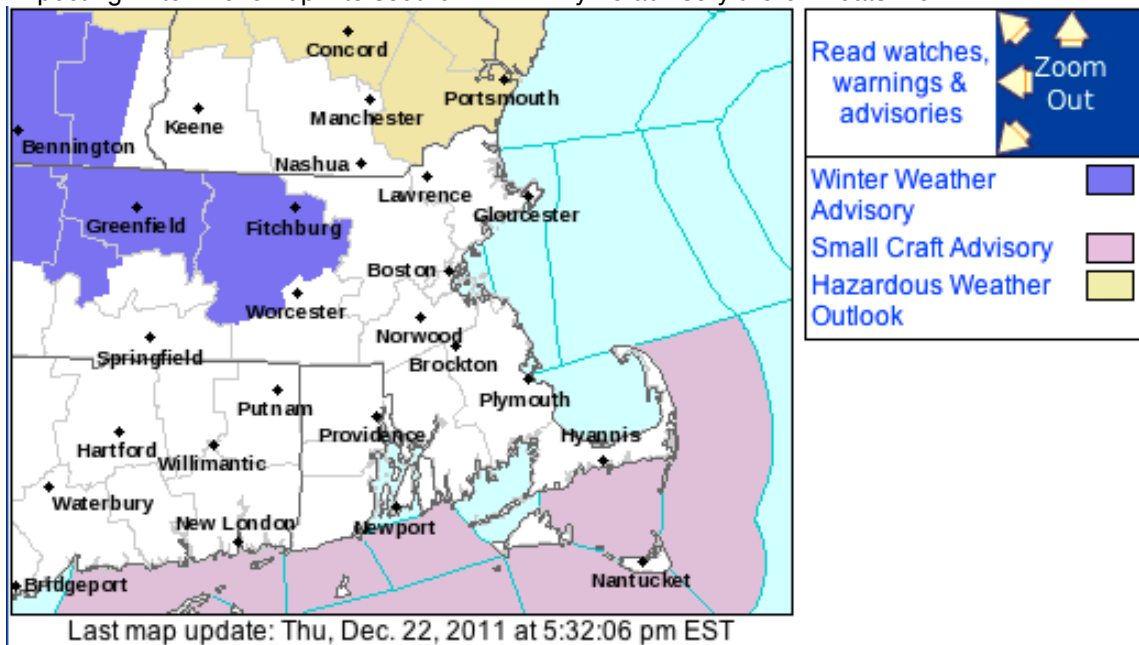 Concord
Portsmouth
Manchester
Keene
Bennington
Nashua
Lawrence
Greenfield
Fitchburg
Gloucester
Boston
Worcester
Norwood
Springfield
Brockton
Plymouth
Putnam
Providence
Hyannis
Hartford
Willimantic
Waterbury
New London
Newport
Nantucket
Bridgeport
Last map update: Thu, Dec. 22, 2011 at 5:32:06 pm EST
Read watches,
warnings &
advisories
Zoom
Out
Winter Weather
Advisory
Small Craft Advisory
Hazardous Weather
Outlook